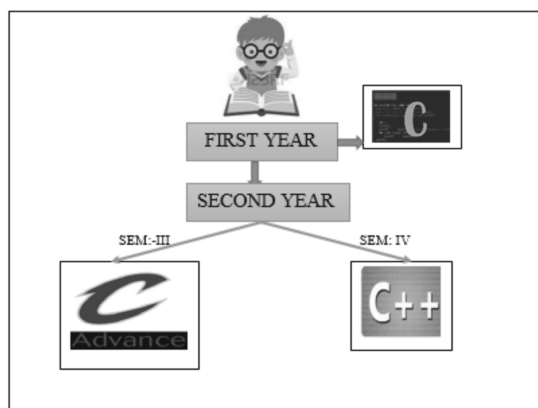 FIRST YEAR
C
SECOND YEAR
SEM:-III
SEM: IV
C
Advance
C++